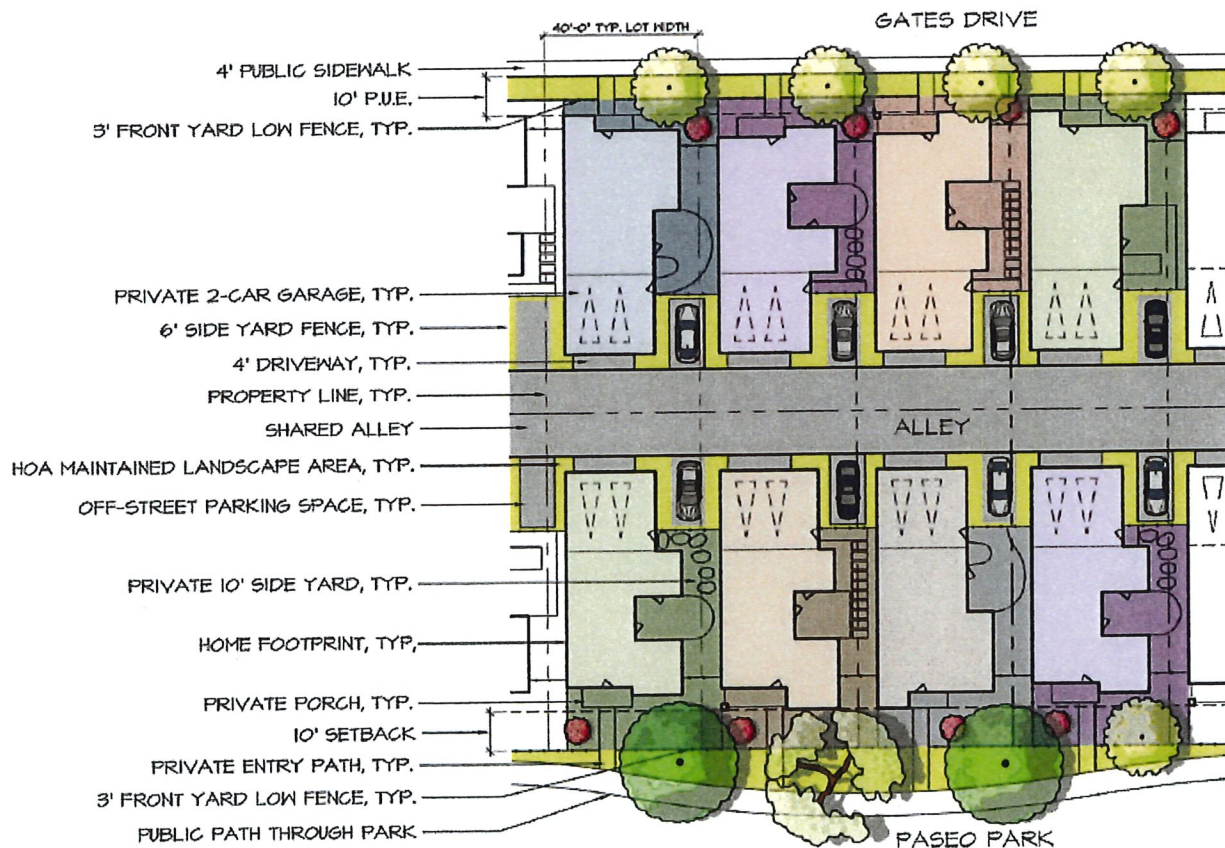 GATES DRIVE
40'-0" TYP. LOT WIDTH
4' PUBLIC SIDEWALK
10' P.U.E.
3' FRONT YARD LOW FENCE, TYP.
PRIVATE 2-CAR GARAGE, TYP.
6' SIDE YARD FENCE, TYP.
4' DRIVEWAY, TYP.
PROPERTY LINE, TYP.
SHARED ALLEY
ALLEY
HOA MAINTAINED LANDSCAPE AREA, TYP.
OFF-STREET PARKING SPACE, TYP.
PRIVATE 10' SIDE YARD, TYP.
HOME FOOTPRINT, TYP,
PRIVATE PORCH, TYP.
10' SETBACK
PRIVATE ENTRY PATH, TYP.
3' FRONT YARD LOW FENCE, TYP.
PUBLIC PATH THROUGH PARK
PASEO PARK